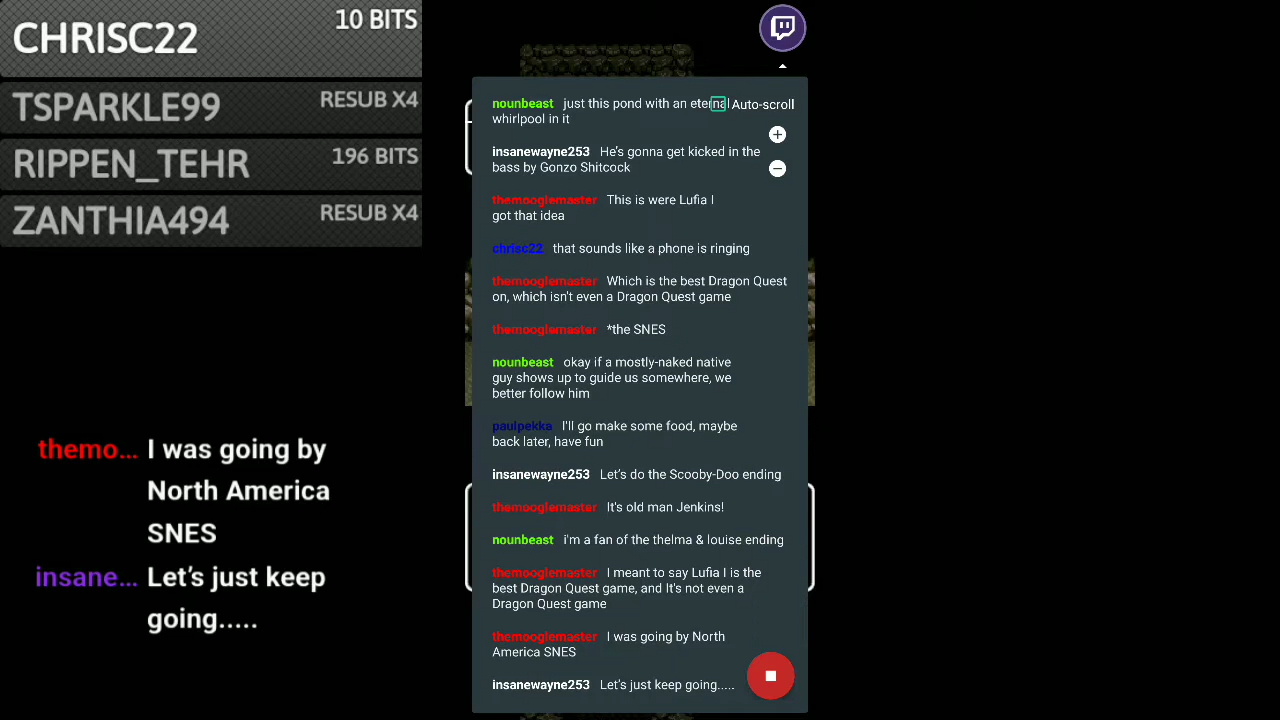 CHRISC22 10 BITS
TSPARKLE99 RESUB X4
RIPPEN_TEHR 196 BITS
ZANTHIA494 RESUB X4
themo... I was going by
North America
SNES
insane... Let's just keep
going.....
nounbeast just this pond with an eternal
whirlpool in it
Auto-scroll
insanewayne253 He's gonna get kicked in the
bass by Gonzo Shitcock
themooglemaster This is were Lufia I
got that idea
chrisc22 that sounds like a phone is ringing
themooglemaster Which is the best Dragon Quest
on, which isn't even a Dragon Quest game
themooglemaster *the SNES
nounbeast okay if a mostly-naked native
guy shows up to guide us somewhere, we
better follow him
paulpekka I'll go make some food, maybe
back later, have fun
insanewayne253 Let's do the Scooby-Doo ending
themooglemaster It's old man Jenkins!
nounbeast i'm a fan of the thelma & louise ending
themooglemaster I meant to say Lufia I is the
best Dragon Quest game, and It's not even a
Dragon Quest game
themooglemaster I was going by North
America SNES
insanewayne253 Let's just keep going.....